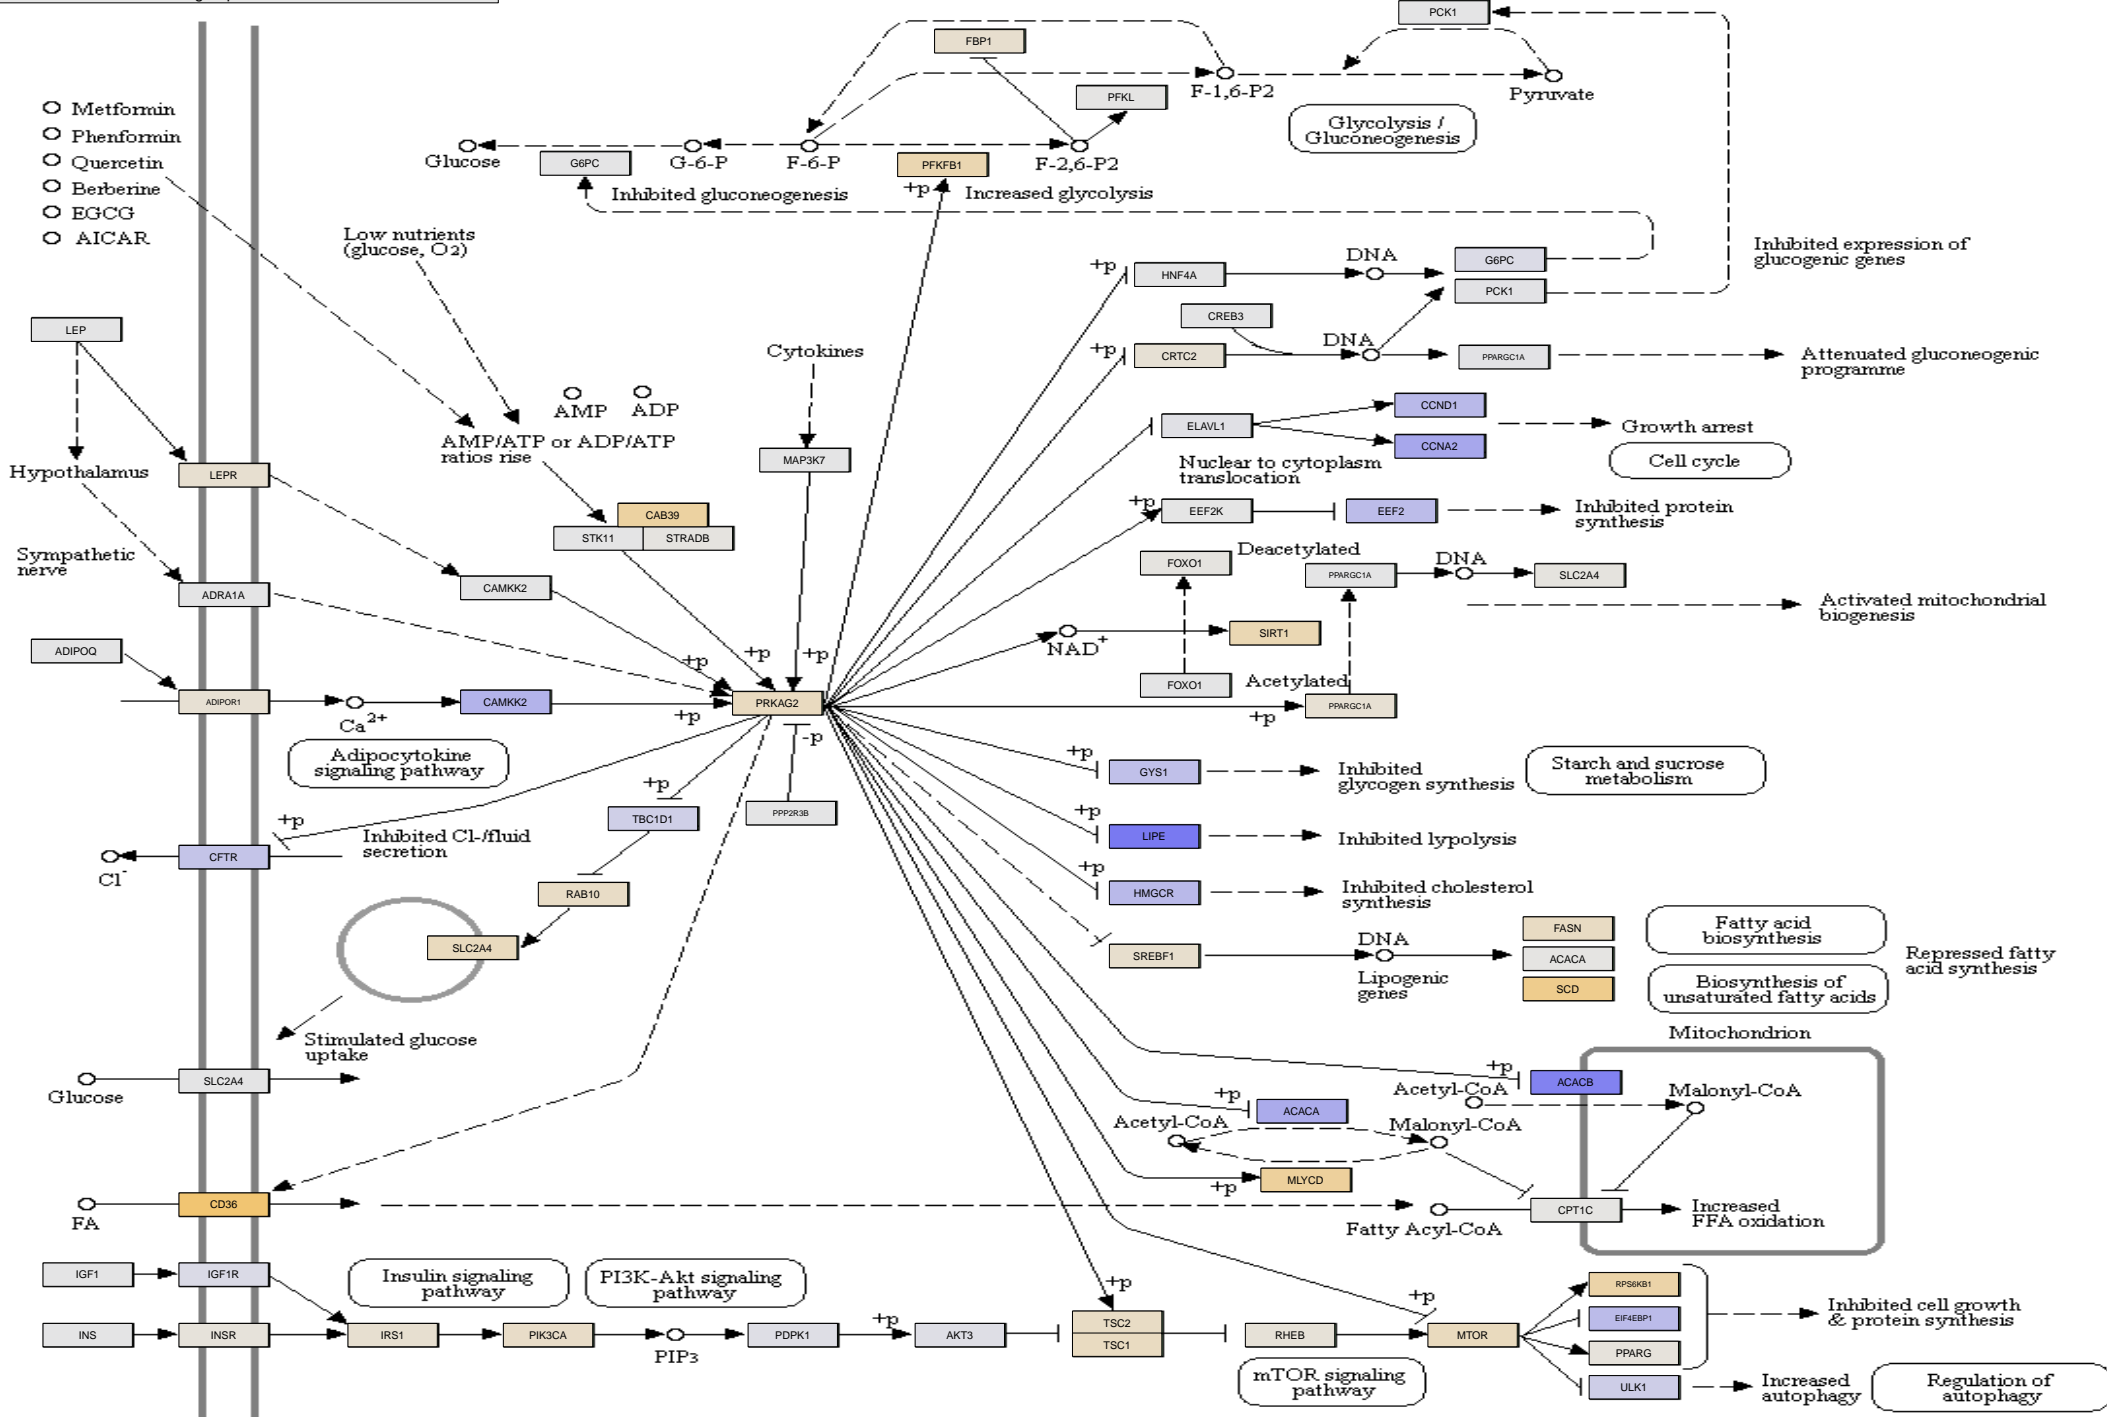 PCK1
FBP1
F-1,6-P2
Pyruvate
PFKL
Glycolysis /
Gluconeogenesis
Metformin
Phenformin
Quercetin
Berberine
EGCG
AICAR
Glucose
G6PC
G-6-P
F-6-P
PFKFB1
F-2,6-P2
+p
Inhibited gluconeogenesis
Increased glycolysis
Low nutrients
(glucose, O2)
+p
HNF4A
DNA
G6PC
PCK1
Inhibited expression of
glucogenic genes
LEP
CREB3
+p
CRTC2
DNA
PPARGC1A
Attenuated gluconeogenic
programme
Cytokines
AMP
ADP
AMP/ATP or ADP/ATP
ratios rise
MAP3K7
ELAVL1
CCND1
CCNA2
Growth arrest
Cell cycle
Nuclear to cytoplasm
translocation
Hypothalamus
LEPR
CAB39
STK11
STRADB
+p
EEF2K
EEF2
Inhibited protein
synthesis
Sympathetic
nerve
ADRA1A
CAMKK2
FOXO1
Deacetylated
PPARGC1A
DNA
SLC2A4
Activated mitochondrial
biogenesis
NAD+
SIRT1
FOXO1
Acetylated
PPARGC1A
+p
ADIPOQ
ADIPOR1
Ca2+
CAMKK2
+p
+p
+p
+p
PRKAG2
-p
Adipocytokine
signaling pathway
+p
TBC1D1
PPP2R3B
+p
GYS1
Inhibited
glycogen synthesis
Starch and sucrose
metabolism
+p
Inhibited Cl-/fluid
secretion
CFTR
Cl-
+p
LIPE
Inhibited lypolysis
+p
HMGCR
Inhibited cholesterol
synthesis
RAB10
SLC2A4
SREBF1
DNA
Lipogenic
genes
FASN
ACACA
SCD
Fatty acid
biosynthesis
Biosynthesis of
unsaturated fatty acids
Repressed fatty
acid synthesis
Stimulated glucose
uptake
Glucose
SLC2A4
Mitochondrion
+p
ACACB
Acetyl-CoA
Malonyl-CoA
+p
ACACA
Acetyl-CoA
Malonyl-CoA
+p
MLYCD
FA
CD36
Fatty Acyl-CoA
CPT1C
Increased
FFA oxidation
IGF1
IGF1R
Insulin signaling
pathway
PI3K-Akt signaling
pathway
INS
INSR
IRS1
PIK3CA
PIP3
PDPK1
+p
AKT3
+p
TSC2
TSC1
RHEB
+p
MTOR
mTOR signaling
pathway
RPS6KB1
EIF4EBP1
PPARG
ULK1
Inhibited cell growth
& protein synthesis
Increased
autophagy
Regulation of
autophagy